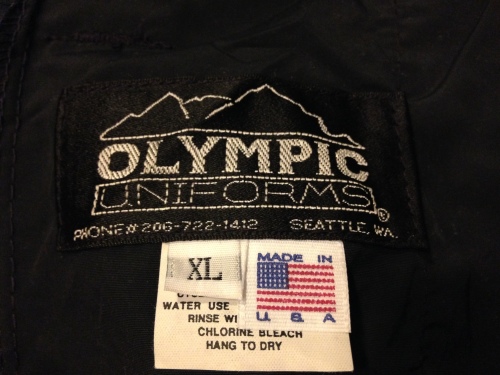 OLYMPIC
UNIFORMS®
PHONE# 206-722-1412 SEATTLE, WA.
XL
MADE IN
U S A
WATER USE
RINSE WI
CHLORINE BLEACH
HANG TO DRY